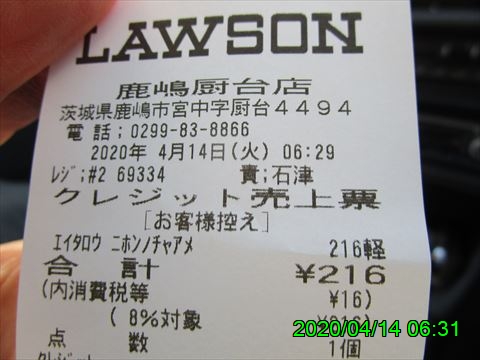 LAWSON
鹿嶋厨台店
茨城県鹿嶋市宮中字厨台4494
電話;0299-83-8866
2020年 4月14日(火) 06:29
レジ;#2 69334 責;石津
クレジット売上票
[お客様控え]
エイタロウ ニホンノチャアメ 216軽
合計 ¥216
(内消費税等 ¥16)
( 8%対象
点数 1個
2020/04/14 06:31